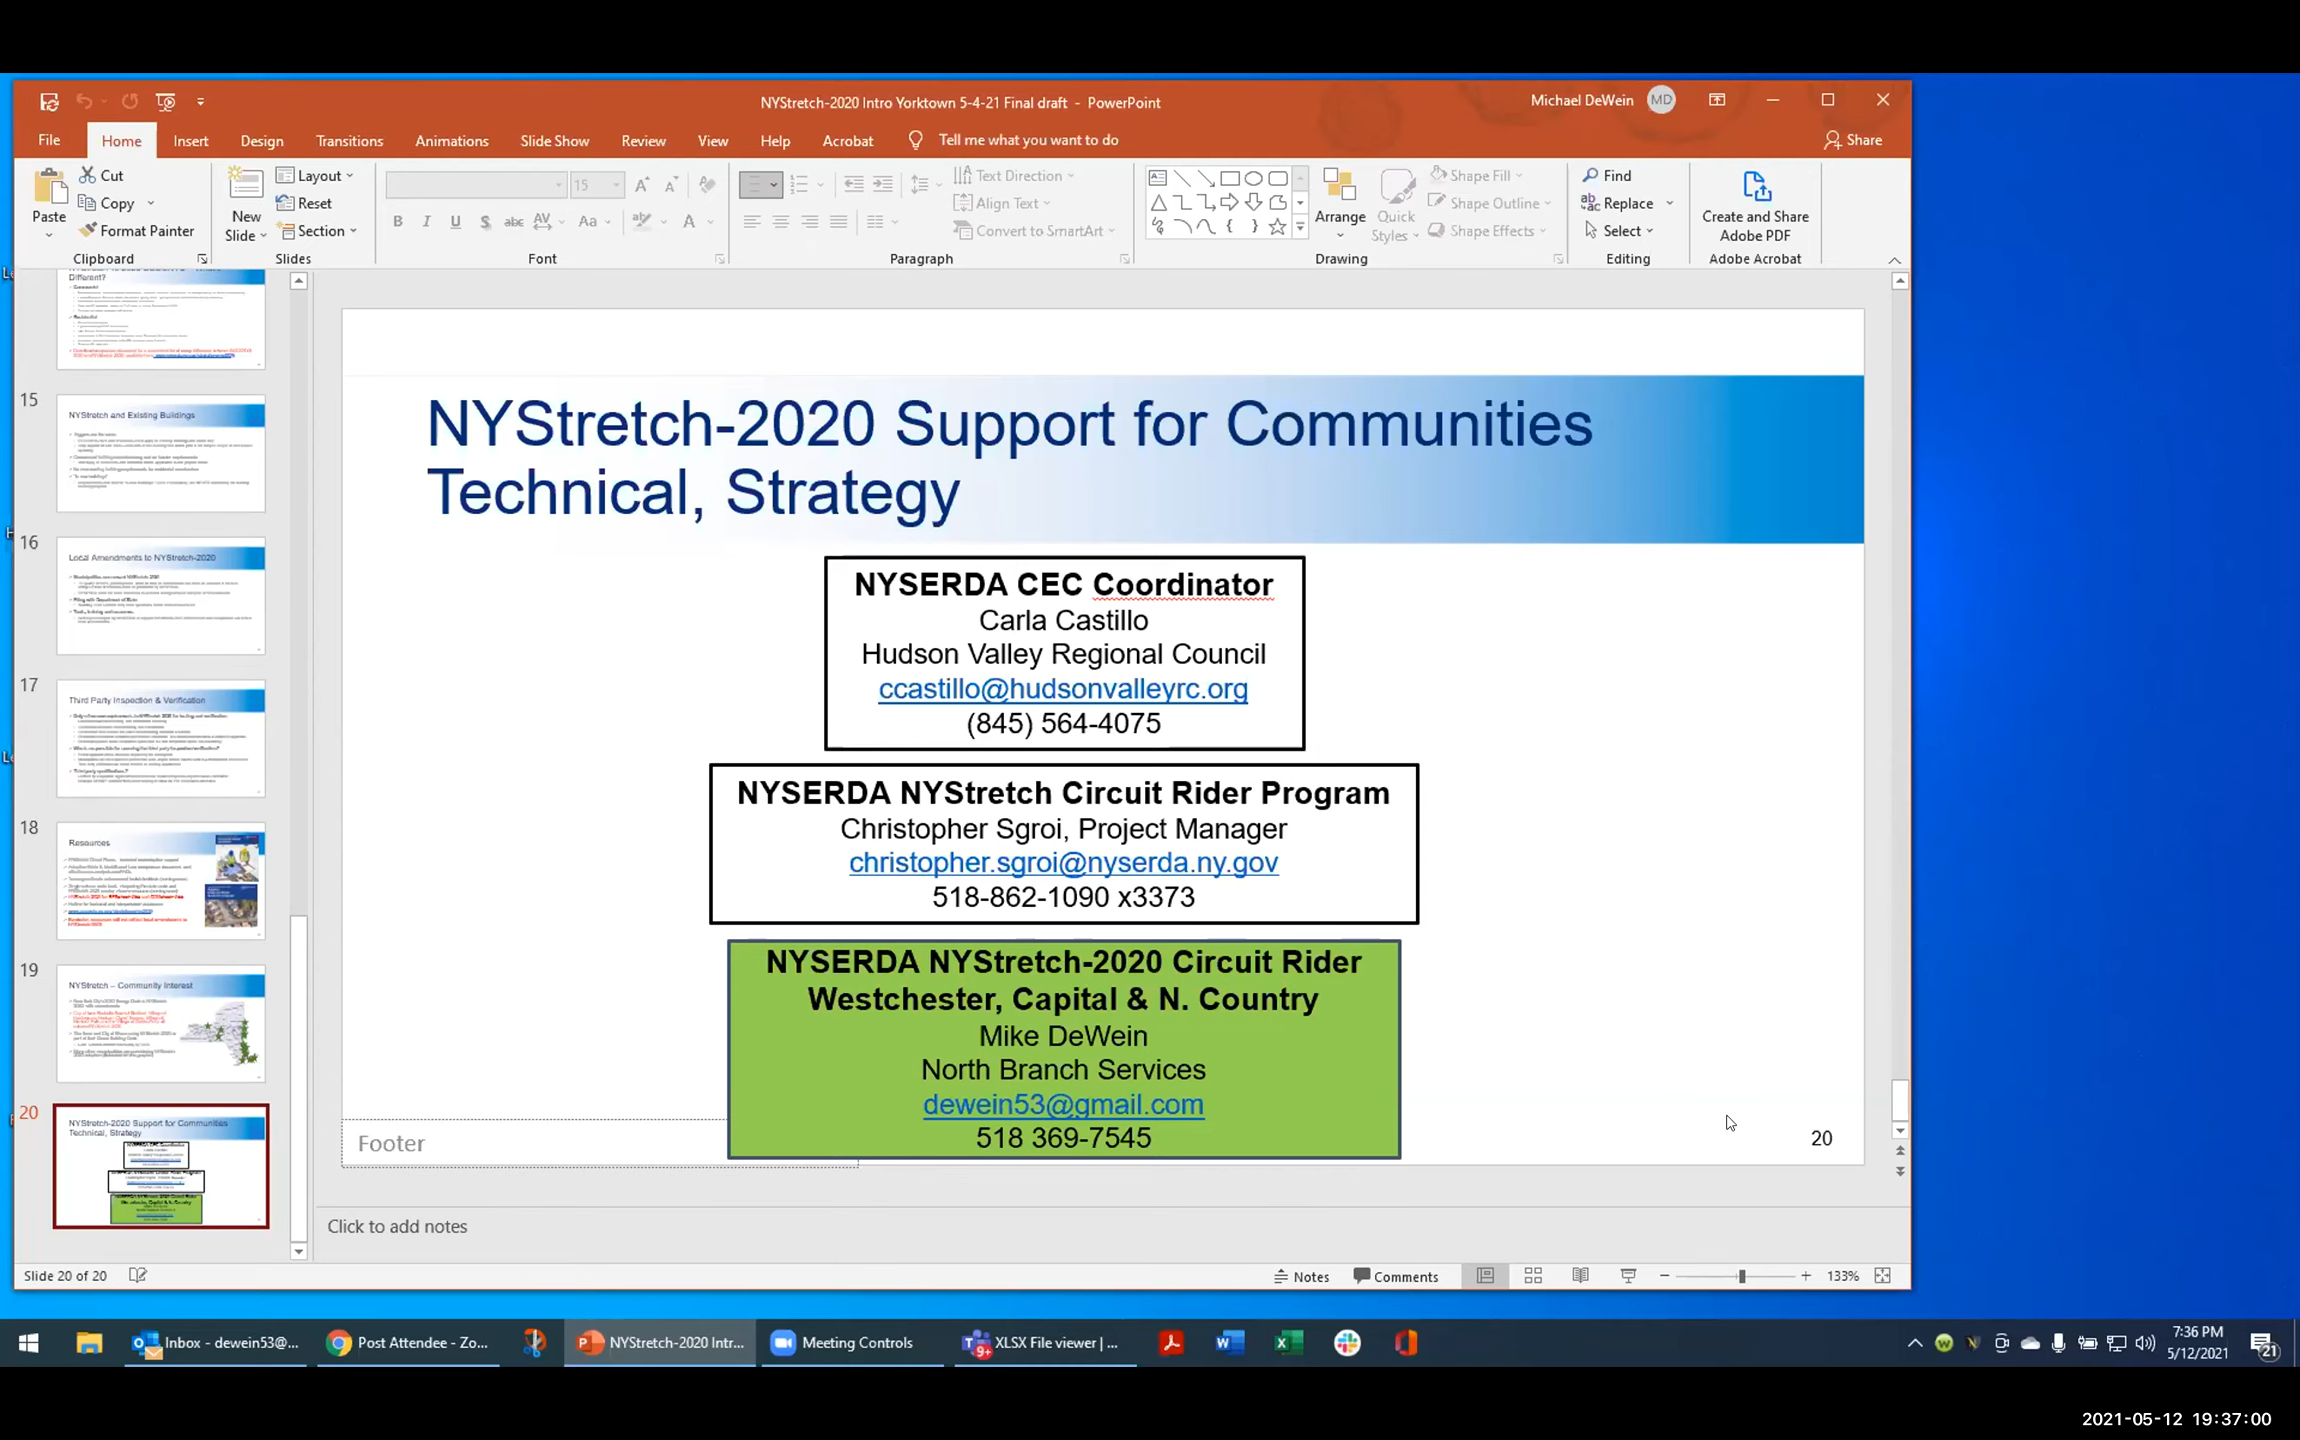 NYStretch-2020 Intro Yorktown 5-4-21 Final draft - PowerPoint
Michael DeWein MD
File Home Insert Design Transitions Animations Slide Show Review View Help Acrobat Tell me what you want to do Share
Paste Cut Copy Format Painter
Clipboard
New Slide Layout Reset Section
Slides
15
B I U S abc AV Aa A
Font
Text Direction
Align Text
Convert to SmartArt
Paragraph
Arrange
Quick Styles
Shape Fill
Shape Outline
Shape Effects
Drawing
Find
Replace
Select
Editing
Create and Share Adobe PDF
Adobe Acrobat
Different?
15
NYStretch and Existing Buildings
16
Local Amendments to NYStretch-2020
17
Third Party Inspection & Verification
18
Resources
19
NYStretch – Community Interest
20
NYStretch-2020 Support for Communities
Technical, Strategy
NYStretch-2020 Support for Communities
Technical, Strategy
NYSERDA CEC Coordinator
Carla Castillo
Hudson Valley Regional Council
ccastillo@hudsonvalleyrc.org
(845) 564-4075
NYSERDA NYStretch Circuit Rider Program
Christopher Sgroi, Project Manager
christopher.sgroi@nyserda.ny.gov
518-862-1090 x3373
NYSERDA NYStretch-2020 Circuit Rider
Westchester, Capital & N. Country
Mike DeWein
North Branch Services
dewein53@gmail.com
518 369-7545
Footer
20
Click to add notes
Slide 20 of 20
Notes Comments 133%
Inbox - dewein53@...
Post Attendee - Zo...
NYStretch-2020 Intr...
Meeting Controls
9+
XLSX File viewer | ...
7:36 PM
5/12/2021
21
2021-05-12 19:37:00